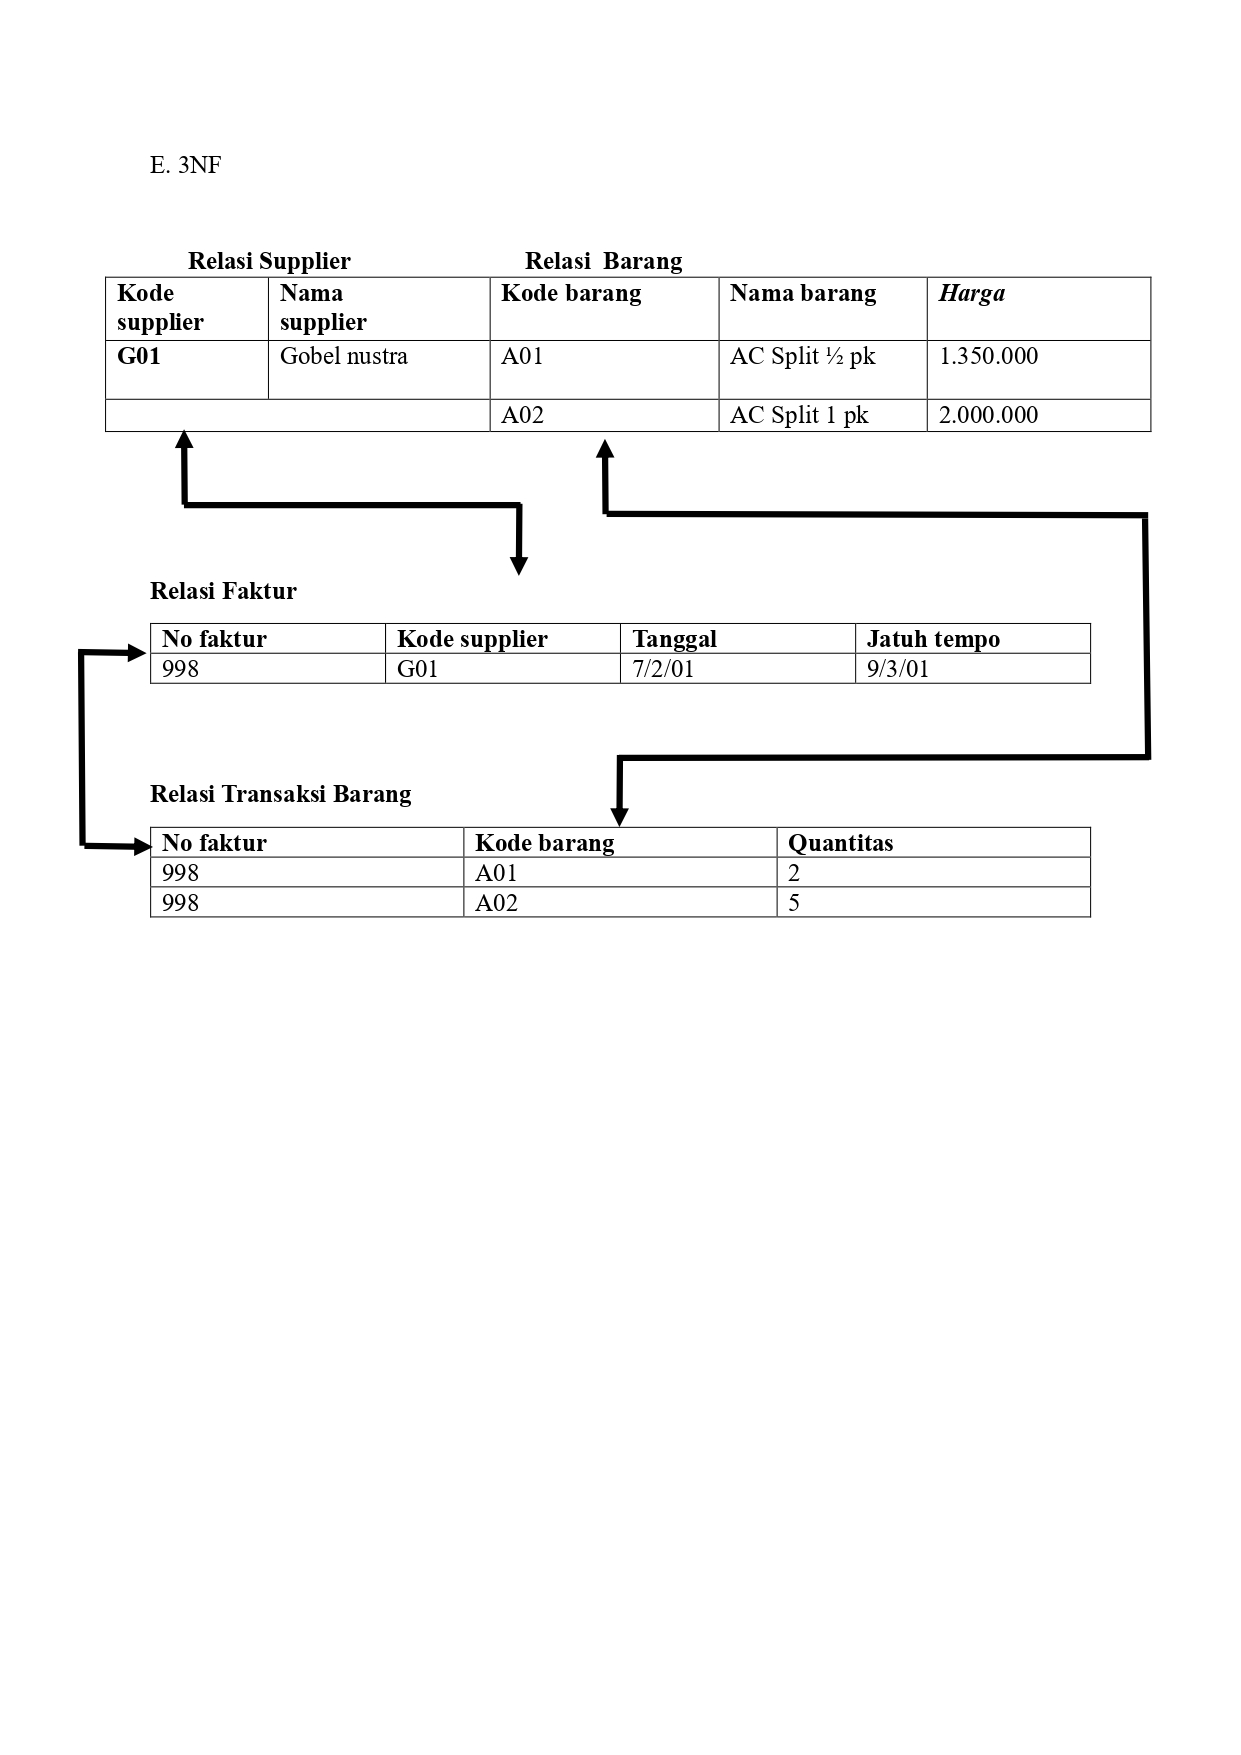 E. 3NF
Relasi Supplier Relasi Barang
Kode supplier Nama supplier Kode barang Nama barang Harga
G01 Gobel nustra A01 AC Split ½ pk 1.350.000
A02 AC Split 1 pk 2.000.000
Relasi Faktur
No faktur Kode supplier Tanggal Jatuh tempo
998 G01 7/2/01 9/3/01
Relasi Transaksi Barang
No faktur Kode barang Quantitas
998 A01 2
998 A02 5